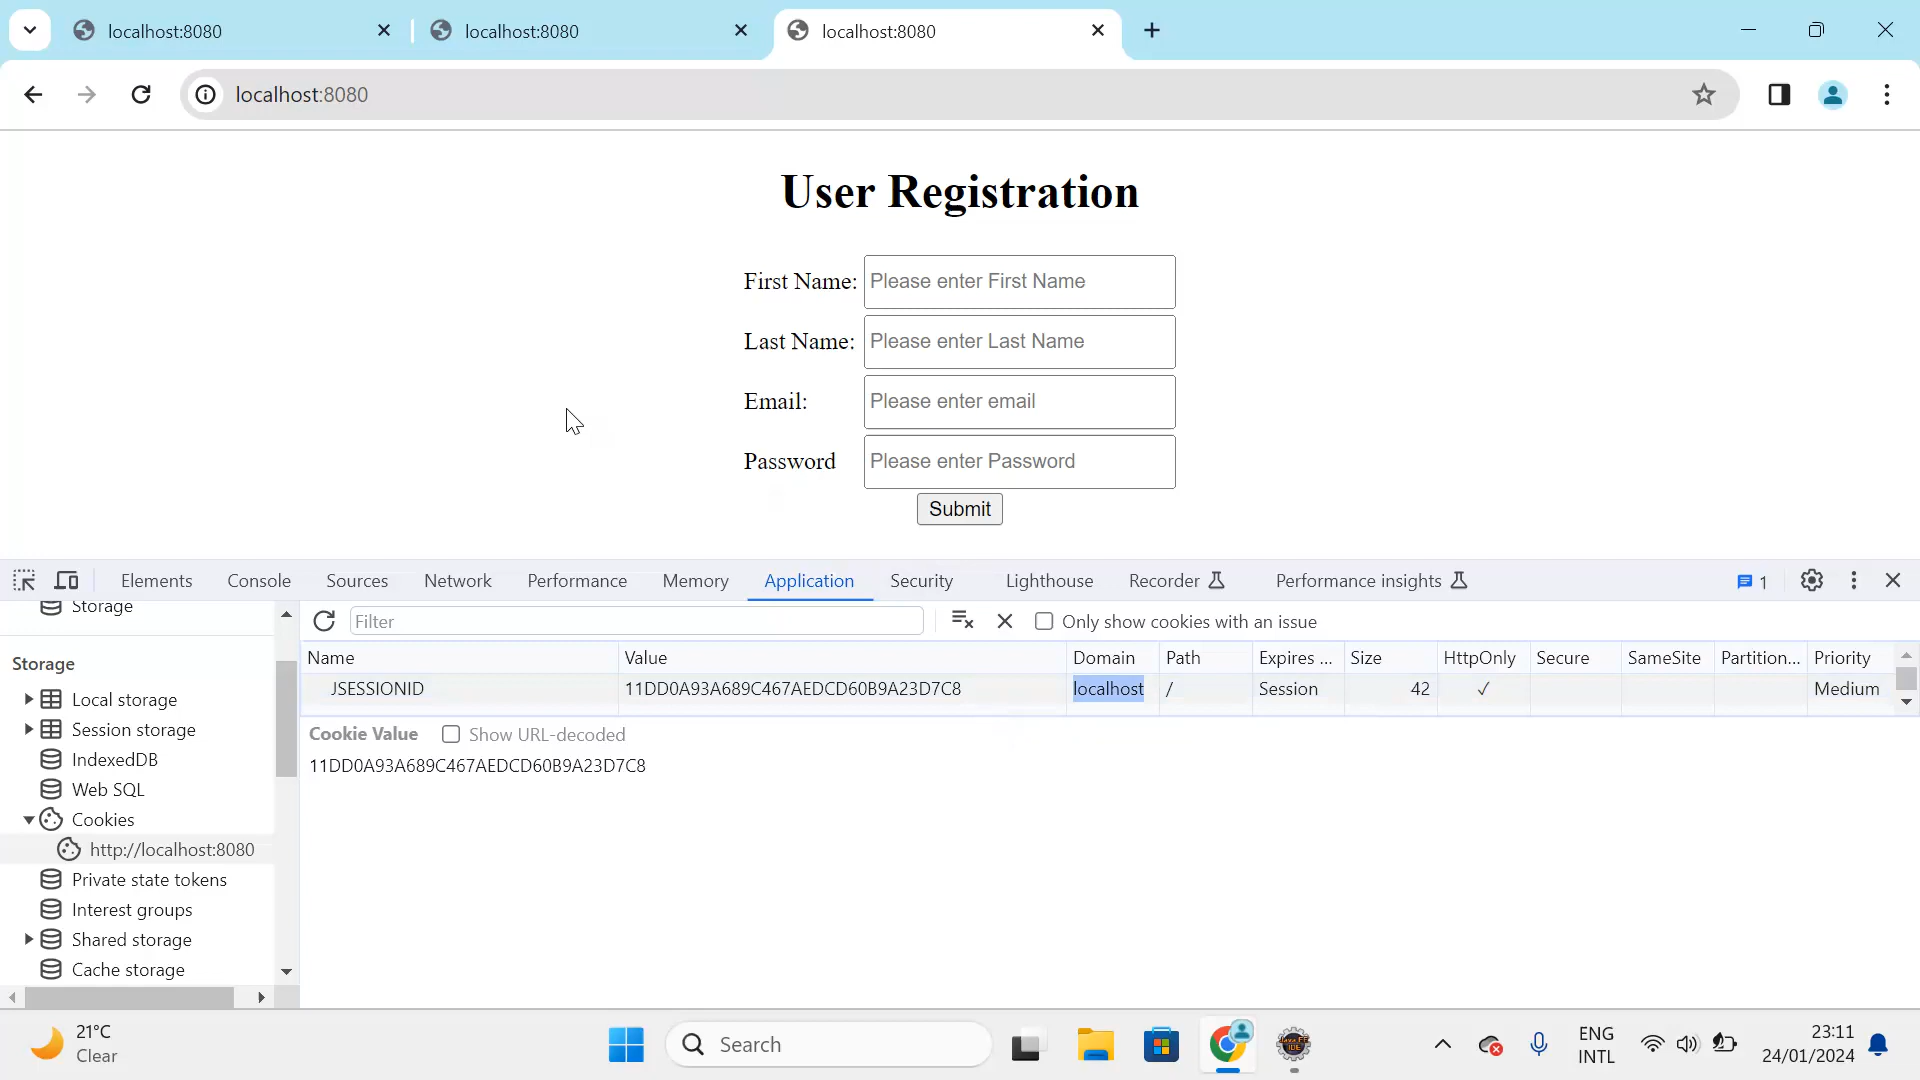 localhost:8080
localhost:8080
localhost:8080
localhost:8080
User Registration
First Name: Please enter First Name
Last Name: Please enter Last Name
Email: Please enter email
Password Please enter Password
Submit
Elements Console Sources Network Performance Memory Application Security Lighthouse Recorder Performance insights 1
Storage
Filter
Only show cookies with an issue
Storage
Local storage
Session storage
IndexedDB
Web SQL
Cookies
http://localhost:8080
Private state tokens
Interest groups
Shared storage
Cache storage
Name Value Domain Path Expires ... Size HttpOnly Secure SameSite Partition... Priority
JSESSIONID 11DD0A93A689C467AEDCD60B9A23D7C8 localhost / Session 42 ✓ Medium
Cookie Value Show URL-decoded
11DD0A93A689C467AEDCD60B9A23D7C8
21°C
Clear
Search
Java EE
IDE
ENG
INTL
23:11
24/01/2024